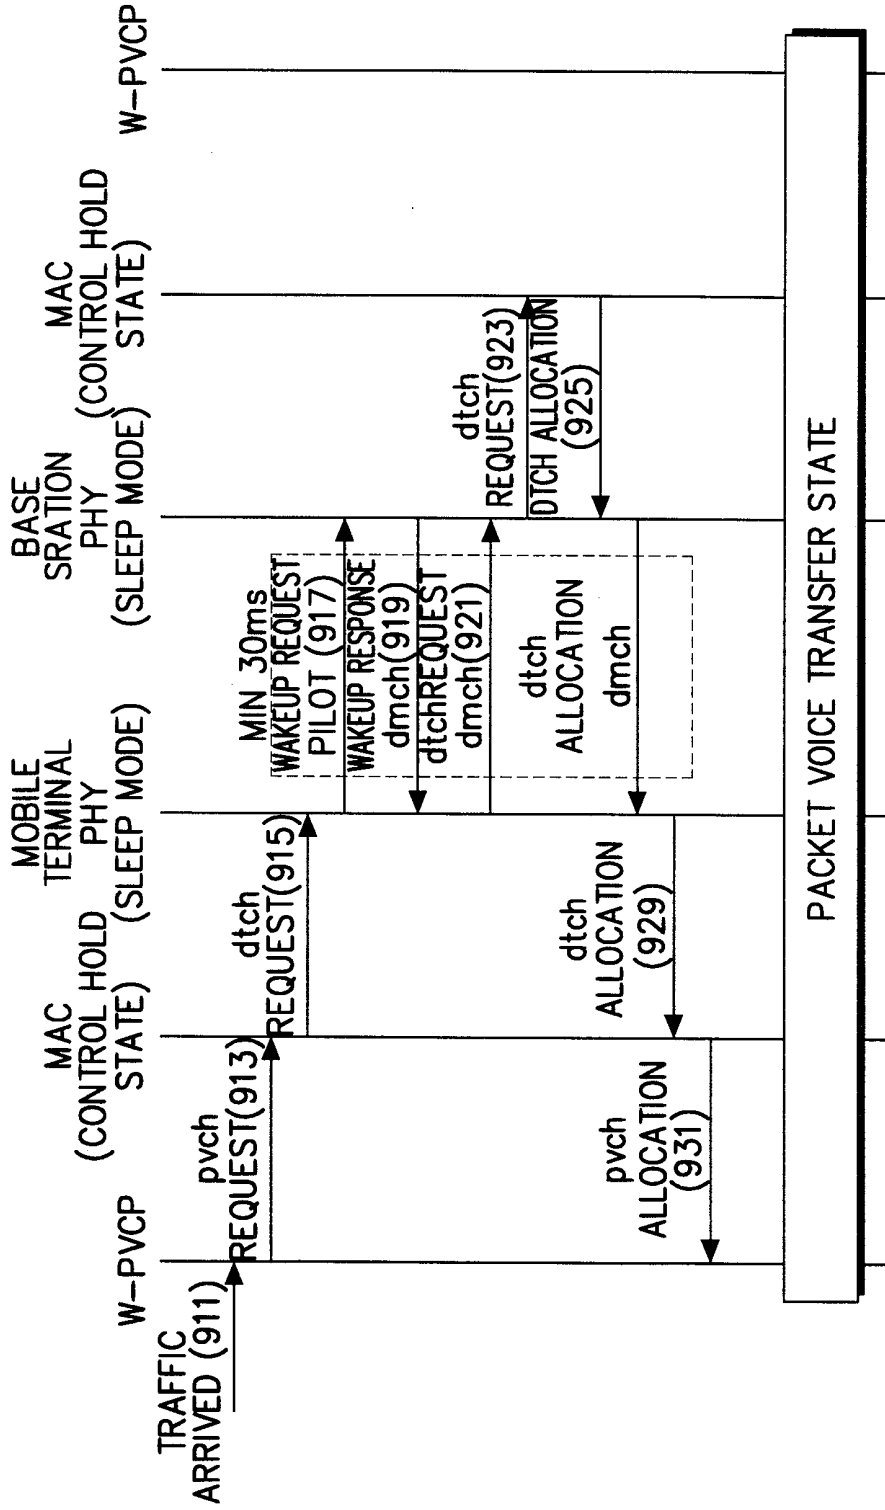 W-PVCP
MAC
(CONTROL HOLD
STATE)
MOBILE
TERMINAL
PHY
(SLEEP MODE)
BASE
SRATION
PHY
(SLEEP MODE)
MAC
(CONTROL HOLD
STATE)
W-PVCP
TRAFFIC
ARRIVED (911)
pvch
REQUEST(913)
dtch
REQUEST(915)
MIN 30ms
WAKEUP REQUEST
PILOT (917)
WAKEUP RESPONSE
dmch(919)
dtchREQUEST
dmch(921)
dtch
REQUEST(923)
DTCH ALLOCATION
(925)
dtch
ALLOCATION
dmch
dtch
ALLOCATION
(929)
pvch
ALLOCATION
(931)
PACKET VOICE TRANSFER STATE